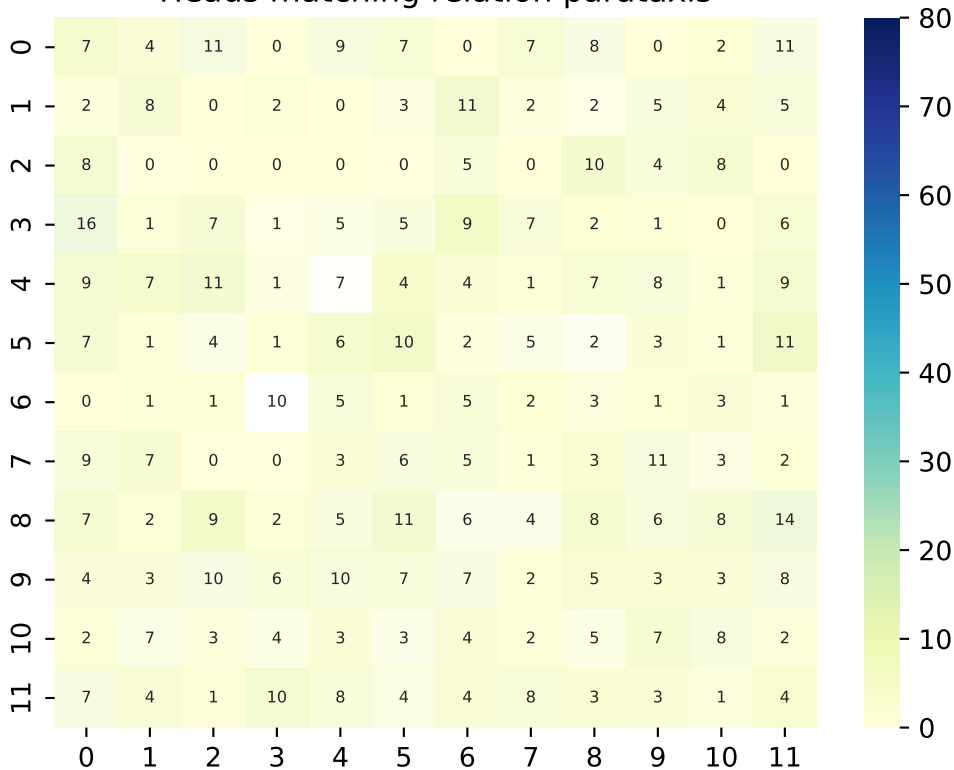 Heads matching relation parataxis
0 7 4 11 0 9 7 0 7 8 0 2 11
1 2 8 0 2 0 3 11 2 2 5 4 5
2 8 0 0 0 0 0 5 0 10 4 8 0
3 16 1 7 1 5 5 9 7 2 1 0 6
4 9 7 11 1 7 4 4 1 7 8 1 9
5 7 1 4 1 6 10 2 5 2 3 1 11
6 0 1 1 10 5 1 5 2 3 1 3 1
7 9 7 0 0 3 6 5 1 3 11 3 2
8 7 2 9 2 5 11 6 4 8 6 8 14
9 4 3 10 6 10 7 7 2 5 3 3 8
10 2 7 3 4 3 3 4 2 5 7 8 2
11 7 4 1 10 8 4 4 8 3 3 1 4
0 1 2 3 4 5 6 7 8 9 10 11
80
70
60
50
40
30
20
10
0